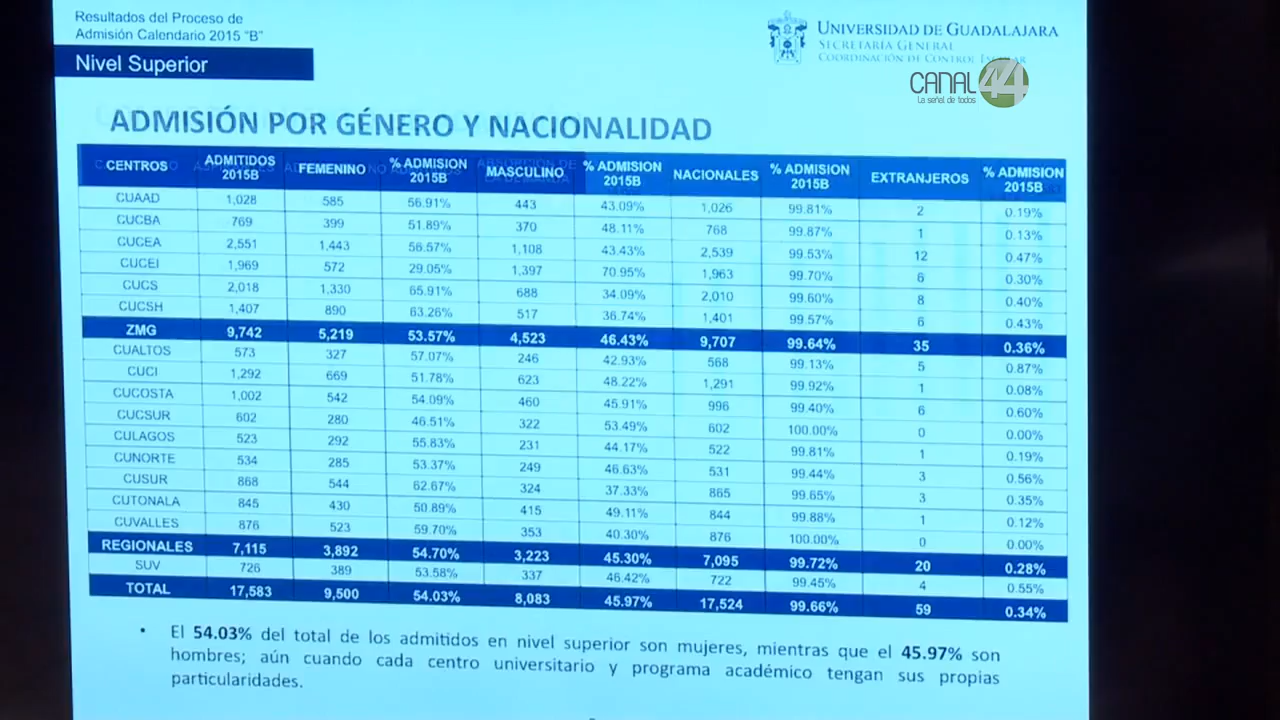 Resultados del Proceso de
Admisión Calendario 2015 "B"
Nivel Superior
UNIVERSIDAD DE GUADALAJARA
SECRETARÍA GENERAL
COORDINACIÓN DE CONTROL ESCOLAR
CANAL 44
La señal de todos
ADMISIÓN POR GÉNERO Y NACIONALIDAD
CENTROS ADMITIDOS 2015B FEMENINO % ADMISION 2015B MASCULINO % ADMISION 2015B NACIONALES % ADMISION 2015B EXTRANJEROS % ADMISION 2015B
CUAAD 1,028 585 56.91% 443 43.09% 1,026 99.81% 2 0.19%
CUCBA 769 399 51.89% 370 48.11% 768 99.87% 1 0.13%
CUCEA 2,551 1,443 56.57% 1,108 43.43% 2,539 99.53% 12 0.47%
CUCEI 1,969 572 29.05% 1,397 70.95% 1,963 99.70% 6 0.30%
CUCS 2,018 1,330 65.91% 688 34.09% 2,010 99.60% 8 0.40%
CUCSH 1,407 890 63.26% 517 36.74% 1,401 99.57% 6 0.43%
ZMG 9,742 5,219 53.57% 4,523 46.43% 9,707 99.64% 35 0.36%
CUALTOS 573 327 57.07% 246 42.93% 568 99.13% 5 0.87%
CUCI 1,292 669 51.78% 623 48.22% 1,291 99.92% 1 0.08%
CUCOSTA 1,002 542 54.09% 460 45.91% 996 99.40% 6 0.60%
CUCSUR 602 280 46.51% 322 53.49% 602 100.00% 0 0.00%
CULAGOS 523 292 55.83% 231 44.17% 522 99.81% 1 0.19%
CUNORTE 534 285 53.37% 249 46.63% 531 99.44% 3 0.56%
CUSUR 868 544 62.67% 324 37.33% 865 99.65% 3 0.35%
CUTONALA 845 430 50.89% 415 49.11% 844 99.88% 1 0.12%
CUVALLES 876 523 59.70% 353 40.30% 876 100.00% 0 0.00%
REGIONALES 7,115 3,892 54.70% 3,223 45.30% 7,095 99.72% 20 0.28%
SUV 726 389 53.58% 337 46.42% 722 99.45% 4 0.55%
TOTAL 17,583 9,500 54.03% 8,083 45.97% 17,524 99.66% 59 0.34%
• El 54.03% del total de los admitidos en nivel superior son mujeres, mientras que el 45.97% son
hombres; aún cuando cada centro universitario y programa académico tengan sus propias
particularidades.